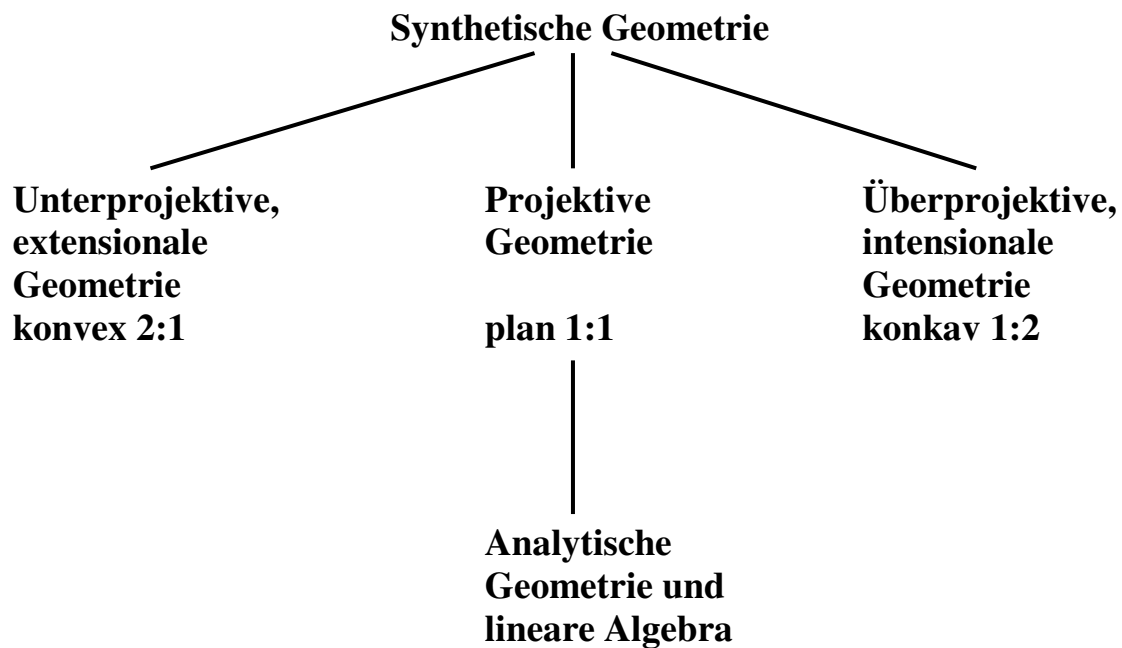 Synthetische Geometrie
Unterprojektive,
extensionale
Geometrie
konvex 2:1
Projektive
Geometrie
plan 1:1
Überprojektive,
intensionale
Geometrie
konkav 1:2
Analytische
Geometrie und
lineare Algebra